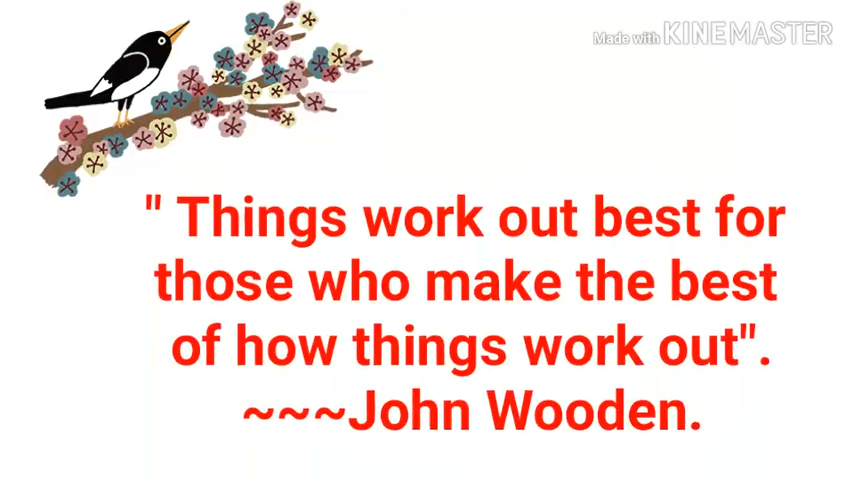 Made with KINEMASTER
" Things work out best for
those who make the best
of how things work out".
~~~John Wooden.